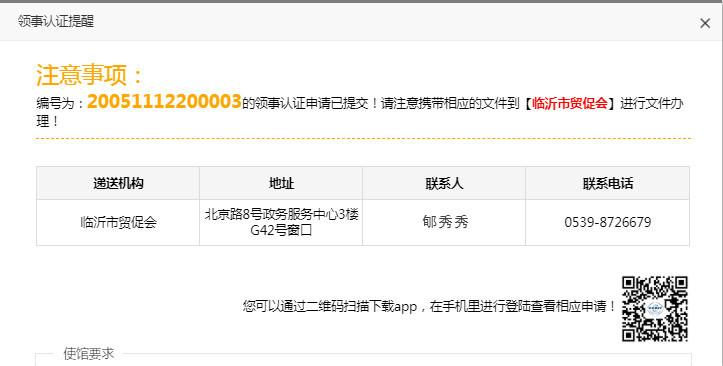 领事认证提醒
注意事项：
编号为：20051112200003的领事认证申请已提交！请注意携带相应的文件到【临沂市贸促会】进行文件办
理！
递送机构 地址 联系人 联系电话
临沂市贸促会 北京路8号政务服务中心3楼 郇秀秀 0539-8726679
G42号窗口
您可以通过二维码扫描下载app，在手机里进行登陆查看相应申请！
使馆要求